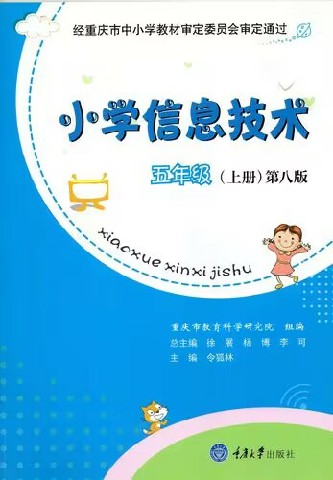 经重庆市中小学教材审定委员会审定通过
小学信息技术
五年级 (上册) 第八版
xiaoxue xinxi jishu
重庆市教育科学研究院 组编
总主编 徐展 杨博 李可
主编 令狐林
重庆大学出版社